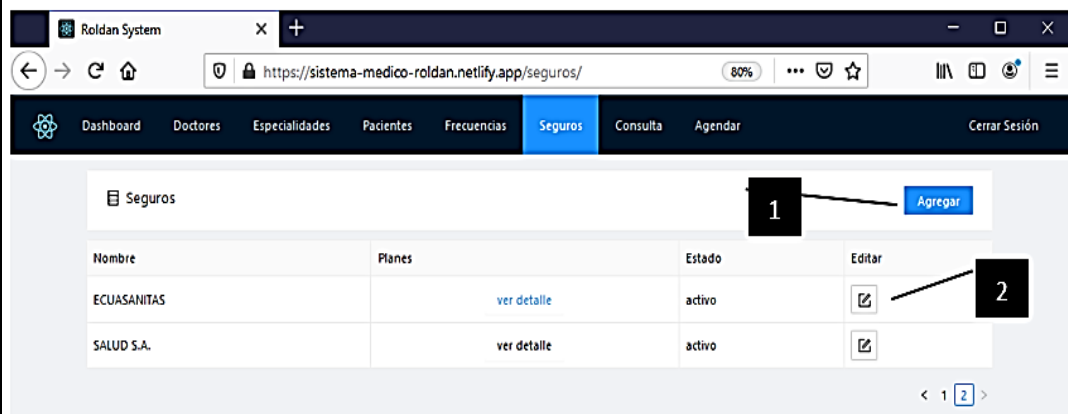 Roldan System
https://sistema-medico-roldan.netlify.app/seguros/ 80%
Dashboard Doctores Especialidades Pacientes Frecuencias Seguros Consulta Agendar Cerrar Sesión
Seguros 1 Agregar
Nombre Planes Estado Editar
ECUASANITAS ver detalle activo 2
SALUD S.A. ver detalle activo
< 1 2 >